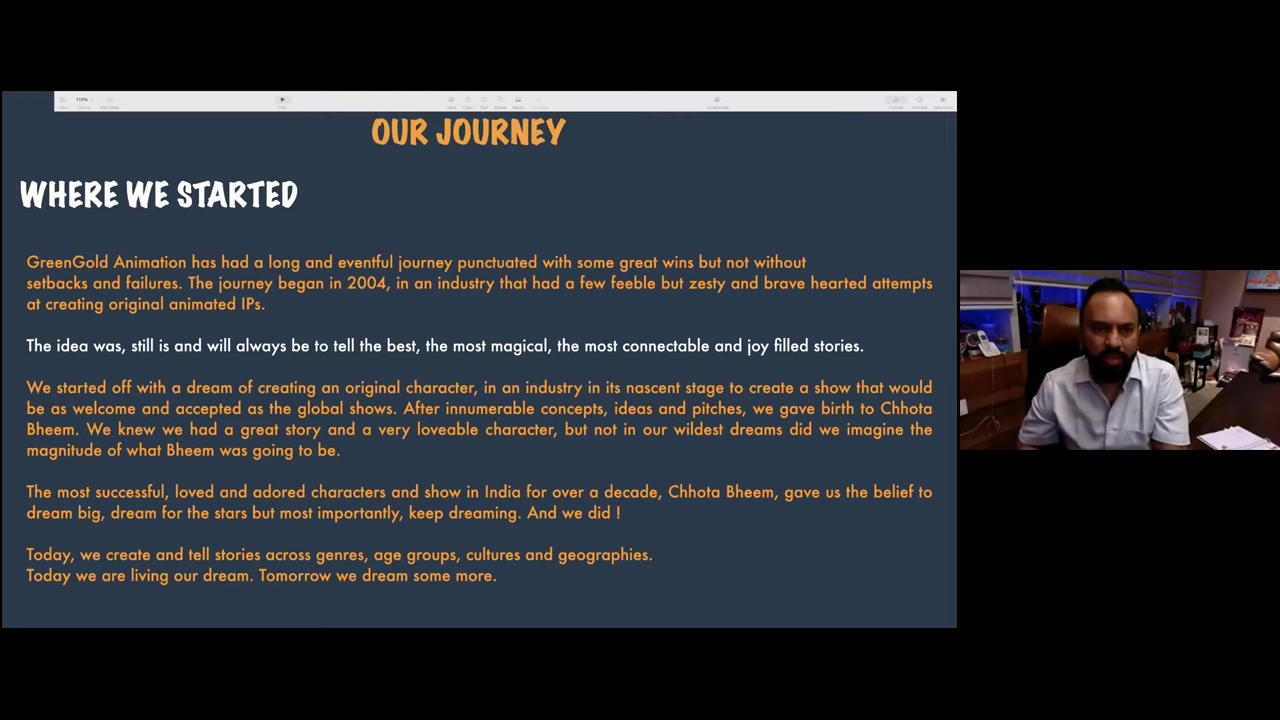 113%
OUR JOURNEY
WHERE WE STARTED
GreenGold Animation has had a long and eventful journey punctuated with some great wins but not without
setbacks and failures. The journey began in 2004, in an industry that had a few feeble but zesty and brave hearted attempts
at creating original animated IPs.
The idea was, still is and will always be to tell the best, the most magical, the most connectable and joy filled stories.
We started off with a dream of creating an original character, in an industry in its nascent stage to create a show that would
be as welcome and accepted as the global shows. After innumerable concepts, ideas and pitches, we gave birth to Chhota
Bheem. We knew we had a great story and a very loveable character, but not in our wildest dreams did we imagine the
magnitude of what Bheem was going to be.
The most successful, loved and adored characters and show in India for over a decade, Chhota Bheem, gave us the belief to
dream big, dream for the stars but most importantly, keep dreaming. And we did !
Today, we create and tell stories across genres, age groups, cultures and geographies.
Today we are living our dream. Tomorrow we dream some more.